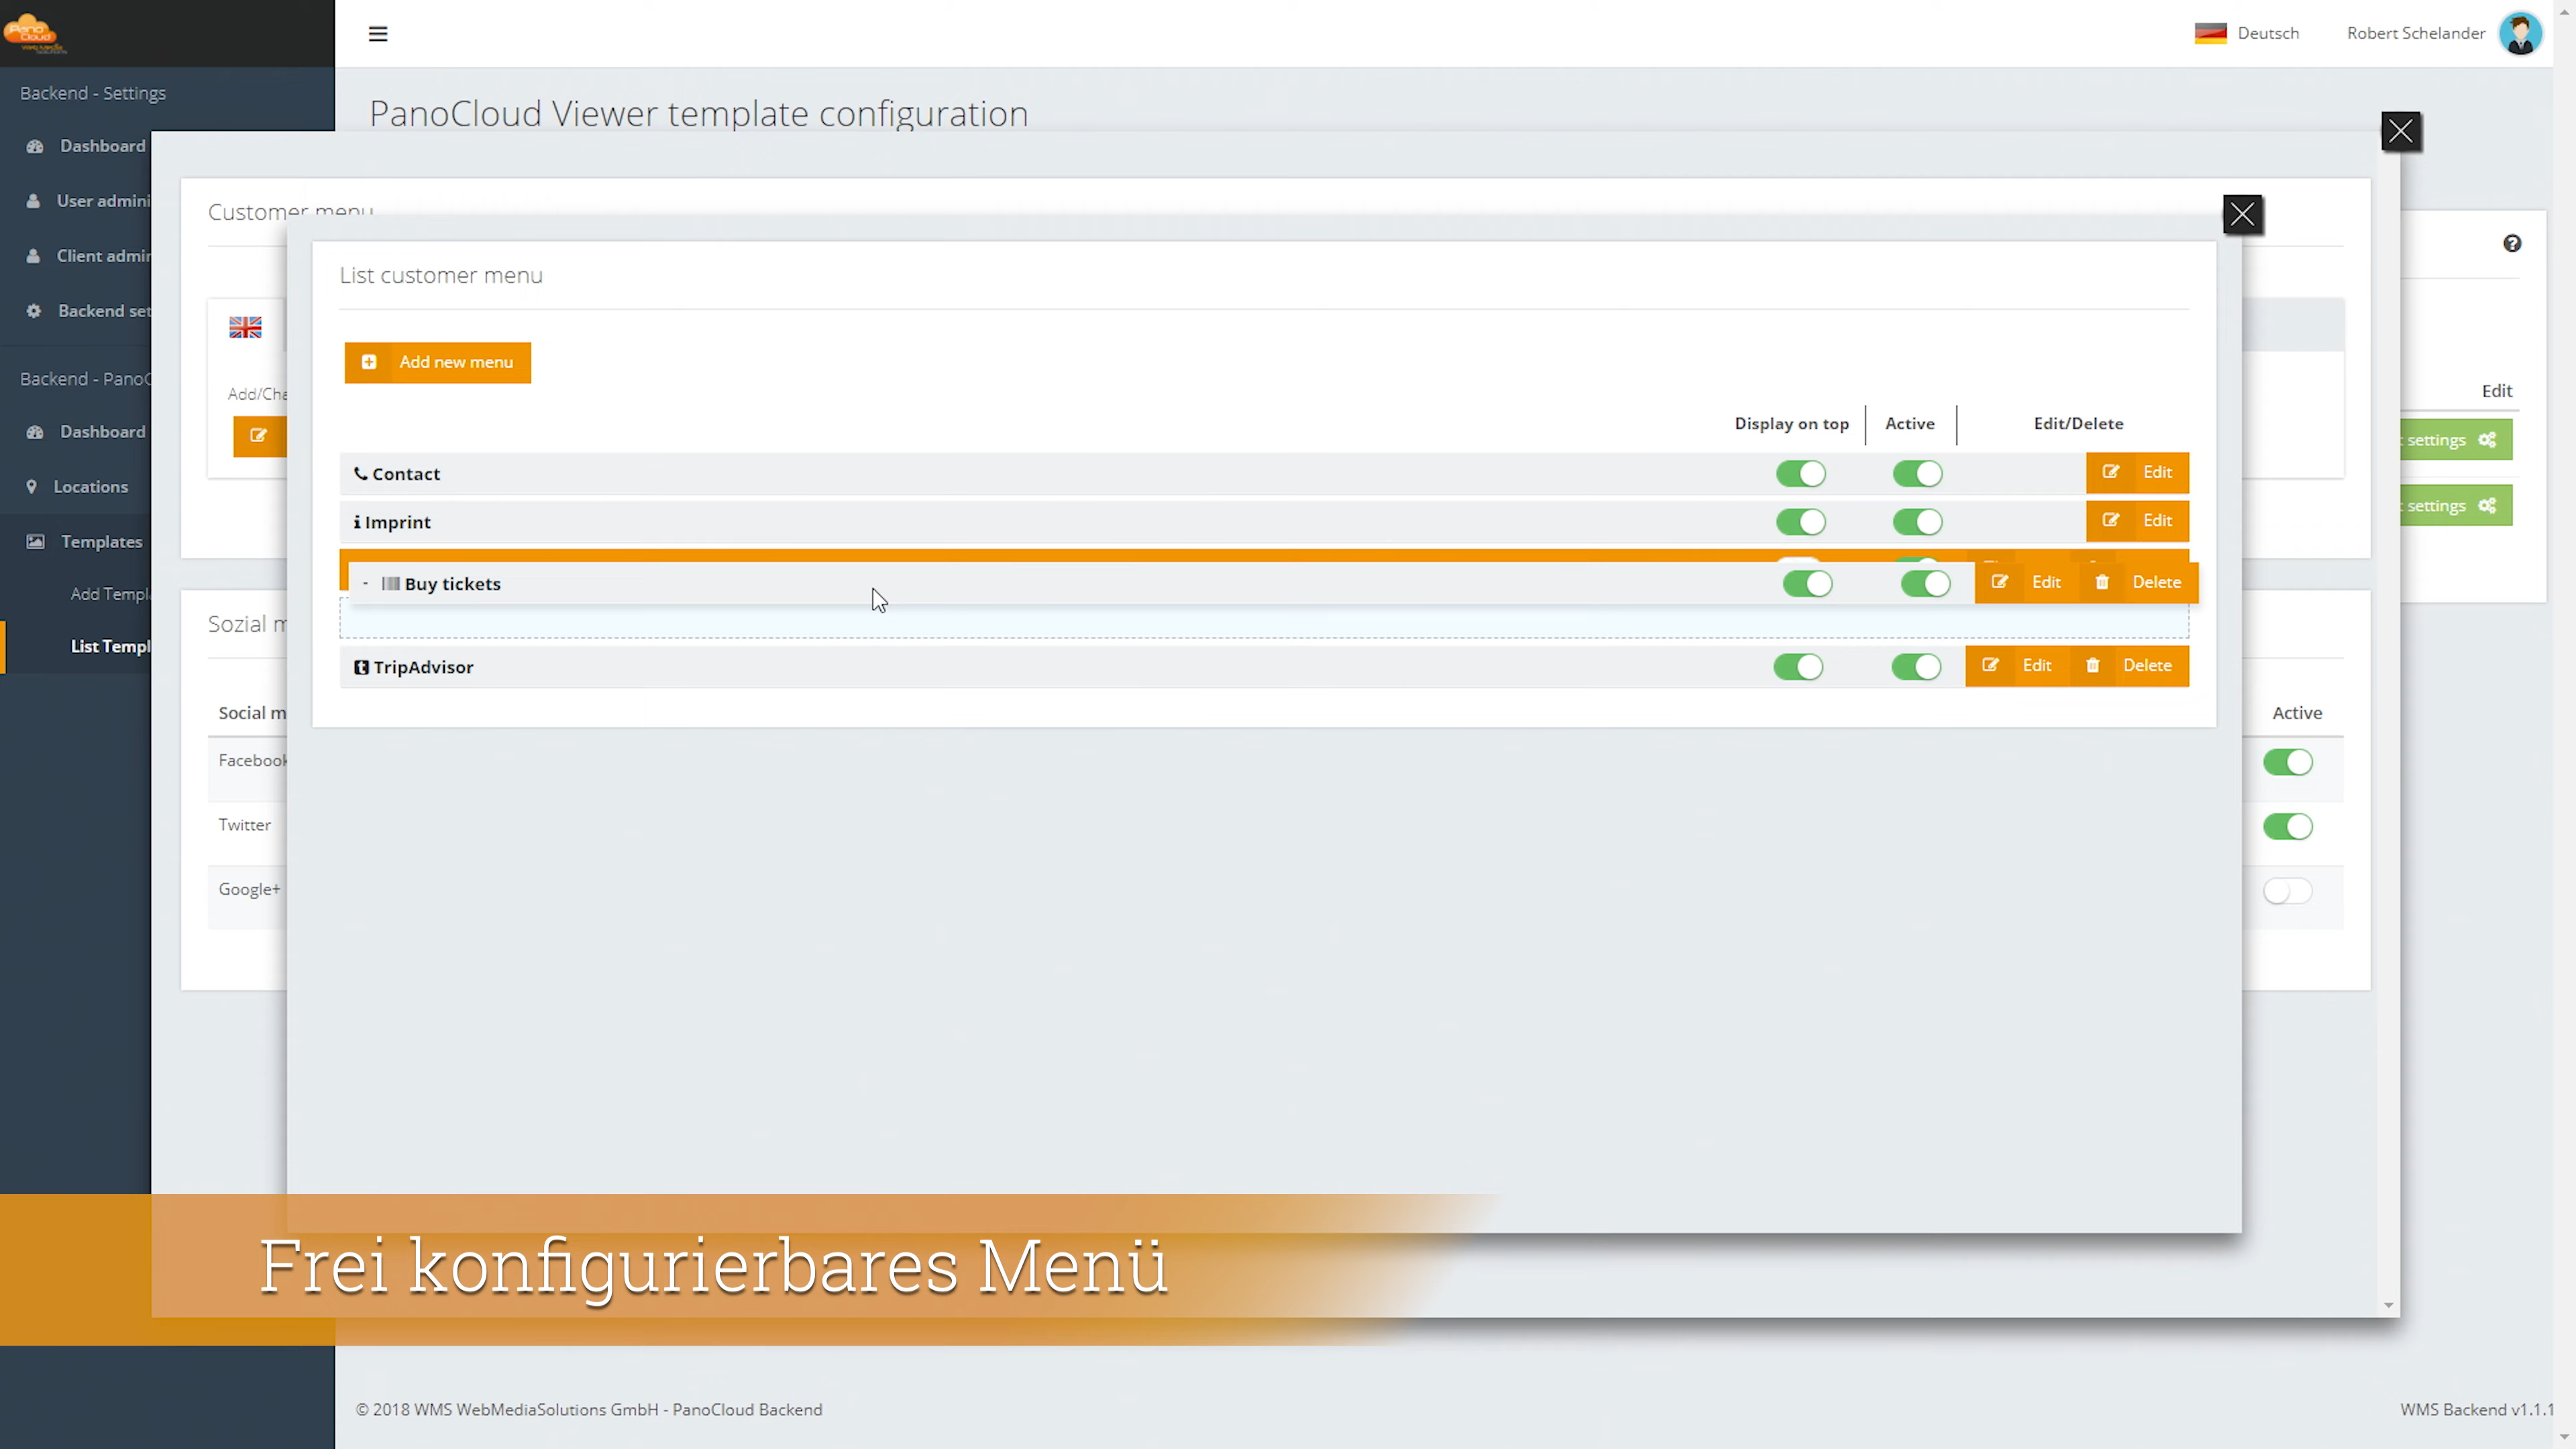 Deutsch
Robert Schelander
Backend - Settings
PanoCloud Viewer template configuration
Dashboard
User admini
Client admin
Backend set
Backend - Pano
Dashboard
Locations
Templates
Add Templ
List Templ
Customer menu
Add/Cha
List customer menu
Add new menu
Display on top
Active
Edit/Delete
Contact
Edit
Imprint
Edit
- Buy tickets
Edit
Delete
TripAdvisor
Edit
Delete
Edit
settings
settings
Sozial m
Social m
Active
Facebook
Twitter
Google+
Frei konfigurierbares Menü
© 2018 WMS WebMediaSolutions GmbH - PanoCloud Backend
WMS Backend v1.1.1